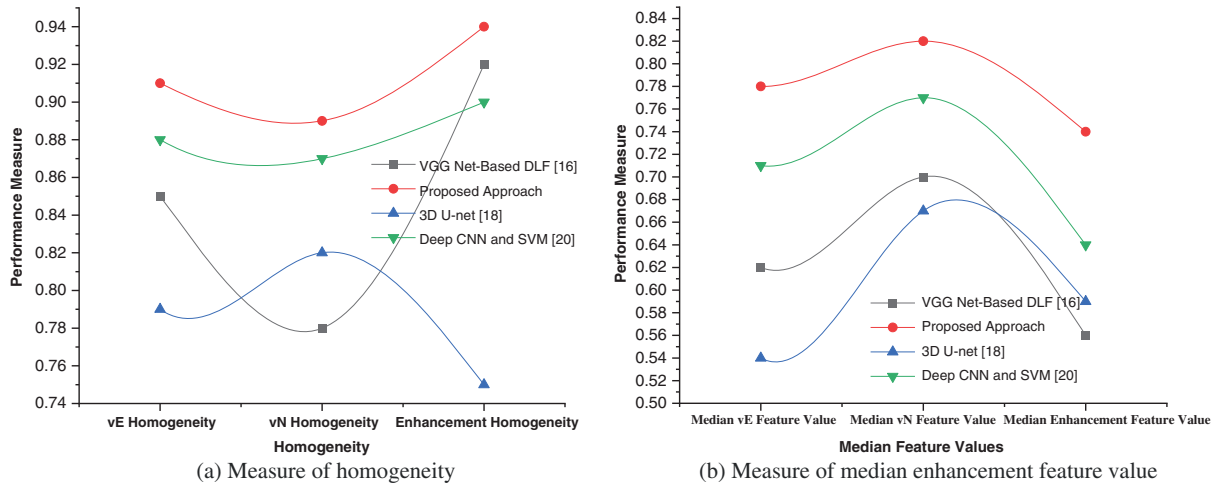 0.94
0.92
0.90
0.88
0.86
0.84
0.82
0.80
0.78
0.76
0.74
Performance Measure
VGG Net-Based DLF [16]
Proposed Approach
3D U-net [18]
Deep CNN and SVM [20]
vE Homogeneity vN Homogeneity Enhancement Homogeneity
Homogeneity
(a) Measure of homogeneity
0.84
0.82
0.80
0.78
0.76
0.74
0.72
0.70
0.68
0.66
0.64
0.62
0.60
0.58
0.56
0.54
0.52
0.50
Performance Measure
VGG Net-Based DLF [16]
Proposed Approach
3D U-net [18]
Deep CNN and SVM [20]
Median vE Feature Value Median vN Feature Value Median Enhancement Feature Value
Median Feature Values
(b) Measure of median enhancement feature value